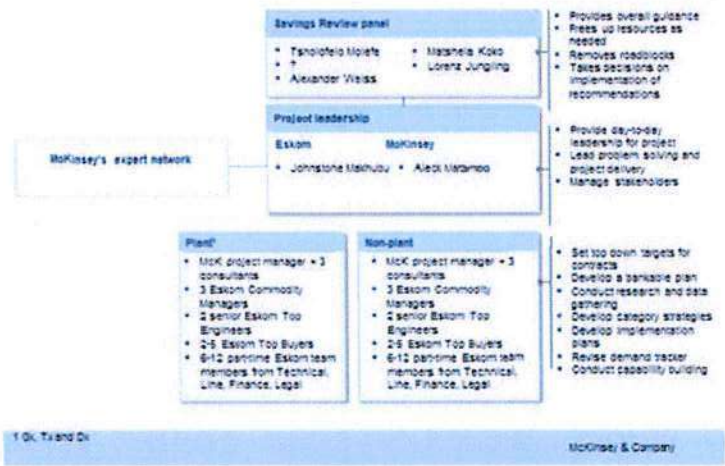 Savings Review panel
• Tsholofelo Molefe
• ?
• Alexander Weiss
• Matshela Koko
• Lorenz Jungling
• Provides overall guidance
• Frees up resources as
needed
• Removes roadblocks
• Takes decisions on
implementation of
recommendations
Project leadership
Eskom
McKinsey
• Johnstone Makhubu
• Aleck Matambo
McKinsey's expert network
• Provide day-to-day
leadership for project
• Lead problem solving and
project delivery
• Manage stakeholders
Plant¹
• McK project manager + 3
consultants
• 3 Eskom Commodity
Managers
• 2 senior Eskom Top
Engineers
• 2-5 Eskom Top Buyers
• 6-12 part-time Eskom team
members from Technical,
Line, Finance, Legal
Non-plant
• McK project manager + 3
consultants
• 3 Eskom Commodity
Managers
• 2 senior Eskom Top
Engineers
• 2-5 Eskom Top Buyers
• 6-12 part-time Eskom team
members from Technical,
Line, Finance, Legal
• Set top down targets for
contracts
• Develop a bankable plan
• Conduct research and data
gathering
• Develop category strategies
• Develop implementation
plans
• Revise demand tracker
• Conduct capability building
1 Gx, Tx and Dx
McKinsey & Company